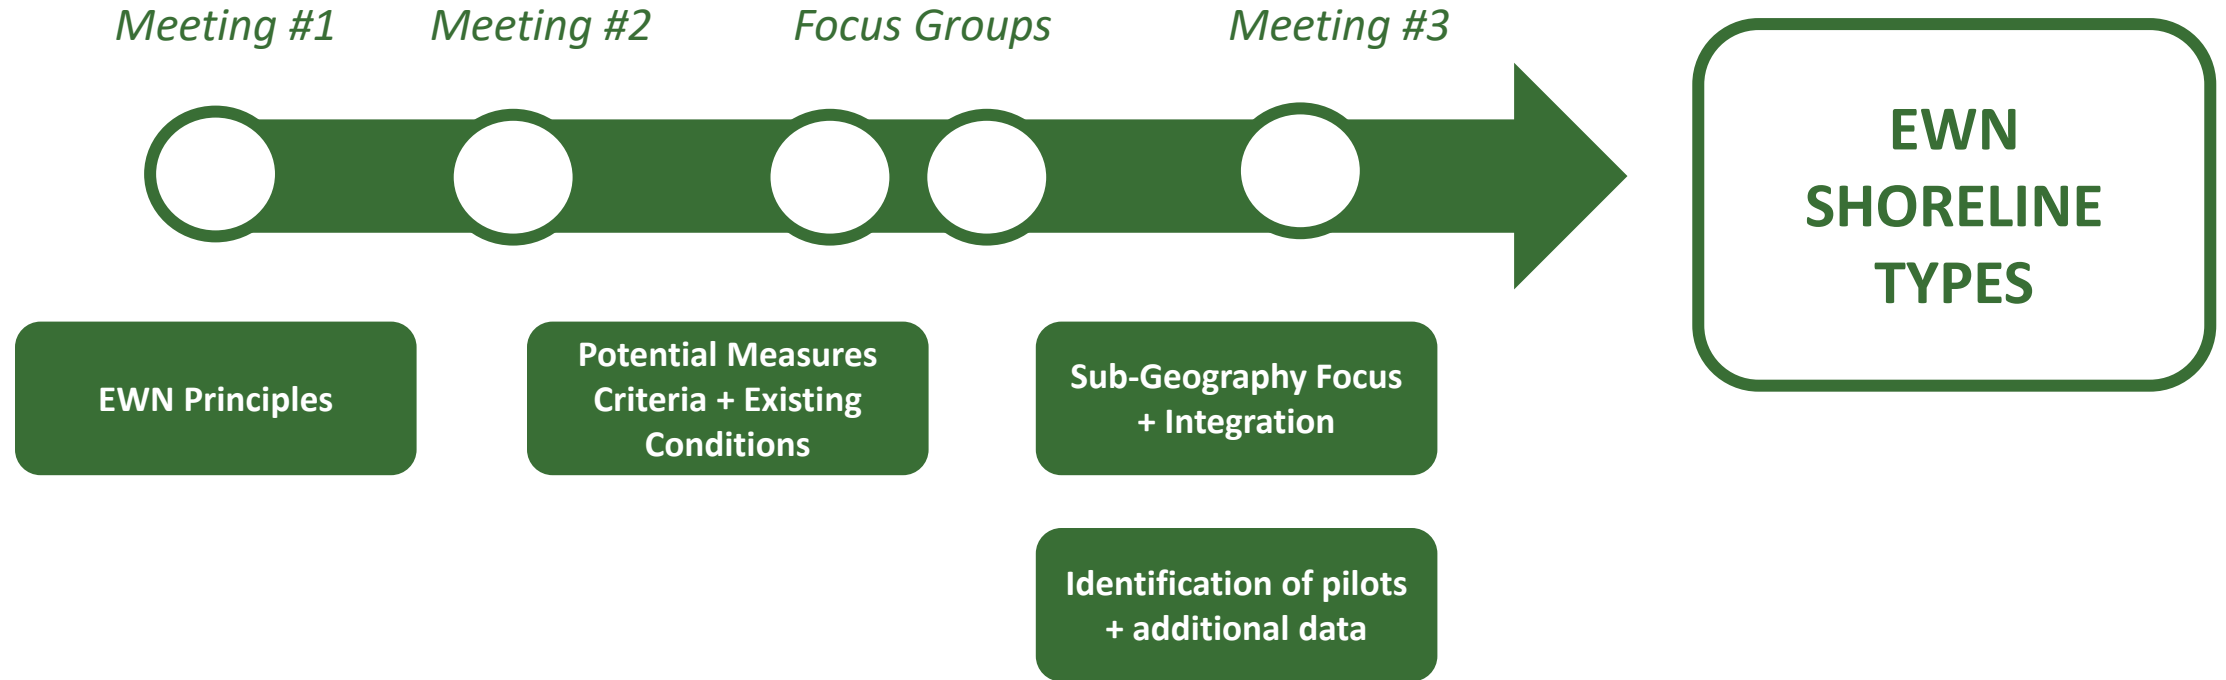 Meeting #1
Meeting #2
Focus Groups
Meeting #3
EWN
SHORELINE
TYPES
EWN Principles
Potential Measures
Criteria + Existing
Conditions
Sub-Geography Focus
+ Integration
Identification of pilots
+ additional data